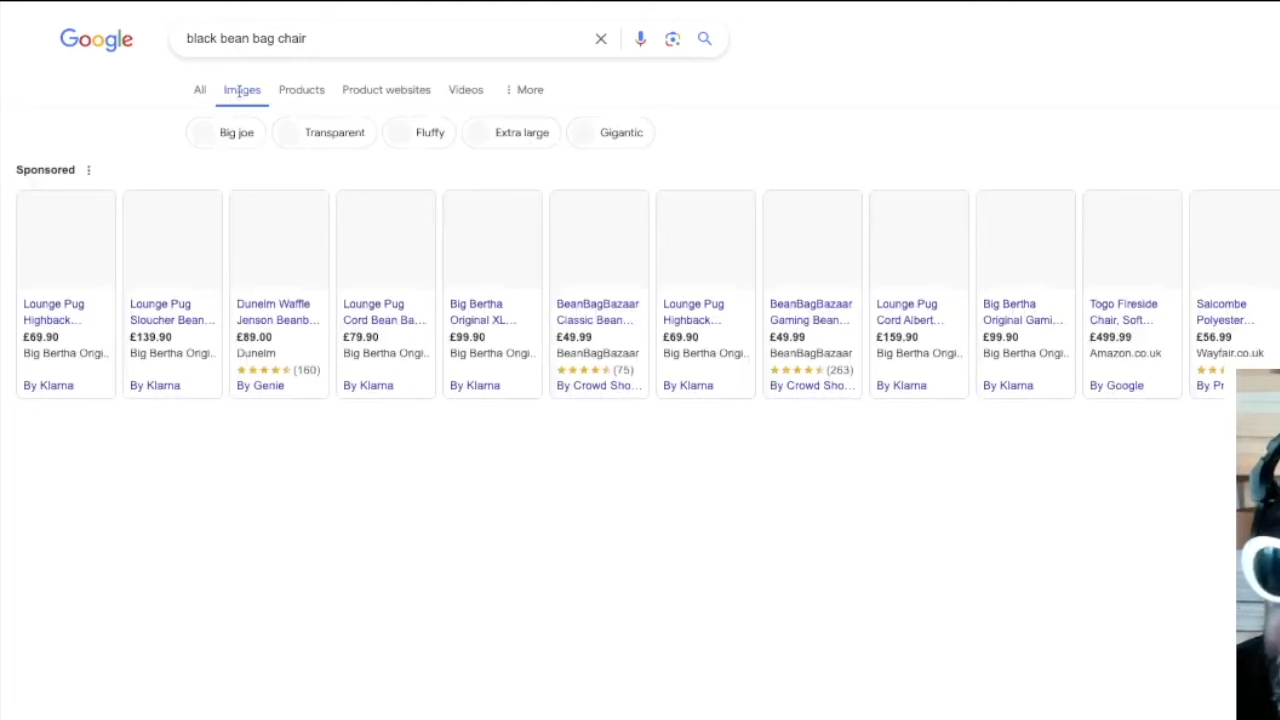 Google
black bean bag chair
All Images Products Product websites Videos More
Big joe Transparent Fluffy Extra large Gigantic
Sponsored
Lounge Pug
Highback...
£69.90
Big Bertha Origi..
By Klarna
Lounge Pug
Sloucher Bean...
£139.90
Big Bertha Origi..
By Klarna
Dunelm Waffle
Jenson Beanb...
£89.00
Dunelm
(160)
By Genie
Lounge Pug
Cord Bean Ba...
£79.90
Big Bertha Origi..
By Klarna
Big Bertha
Original XL...
£99.90
Big Bertha Origi..
By Klarna
BeanBagBazaar
Classic Bean...
£49.99
BeanBagBazaar
(75)
By Crowd Sho...
Lounge Pug
Highback...
£69.90
Big Bertha Origi..
By Klarna
BeanBagBazaar
Gaming Bean...
£49.99
BeanBagBazaar
(263)
By Crowd Sho...
Lounge Pug
Cord Albert...
£159.90
Big Bertha Origi..
By Klarna
Big Bertha
Original Gami...
£99.90
Big Bertha Origi..
By Klarna
Togo Fireside
Chair, Soft...
£499.99
Amazon.co.uk
By Google
Salcombe
Polyester...
£56.99
Wayfair.co.uk
By Pr